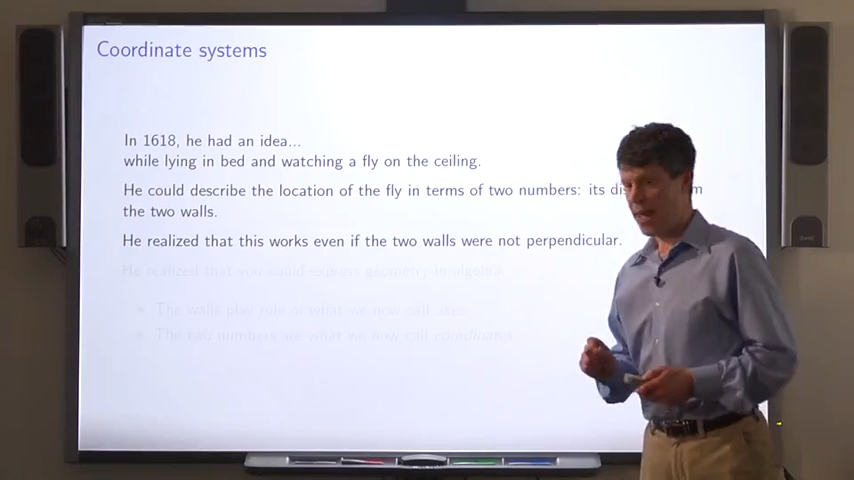 Coordinate systems
In 1618, he had an idea...
while lying in bed and watching a fly on the ceiling.
He could describe the location of the fly in terms of two numbers: its
the two walls.
He realized that this works even if the two walls were not perpendicular.
He realized that you could express geometry in algebra.
The walls play role of what we now call axes.
The two numbers are what we now call coordinates.